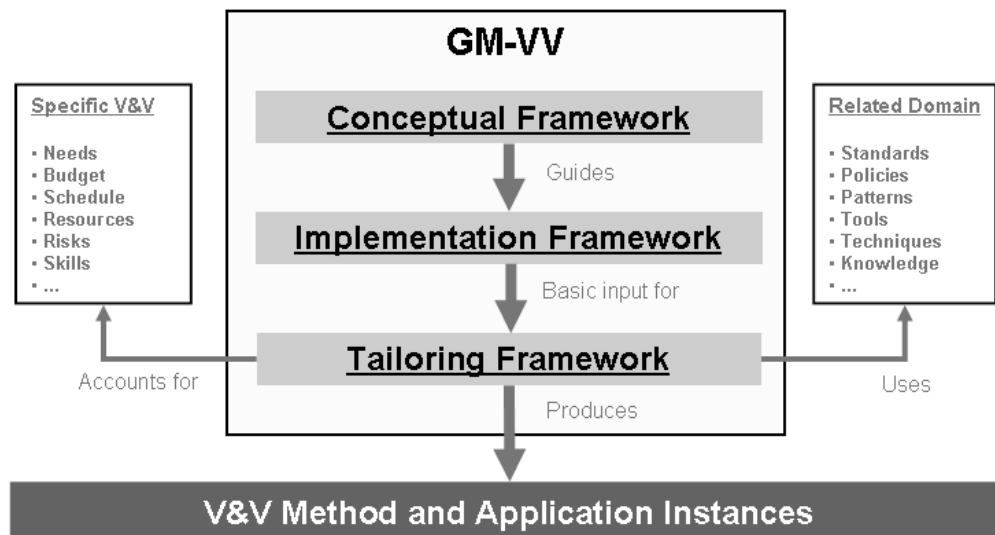 GM-VV
Specific V&V
• Needs
• Budget
• Schedule
• Resources
• Risks
• Skills
• ...
Conceptual Framework
Guides
Implementation Framework
Basic input for
Tailoring Framework
Produces
Related Domain
• Standards
• Policies
• Patterns
• Tools
• Techniques
• Knowledge
• ...
Accounts for
Uses
V&V Method and Application Instances